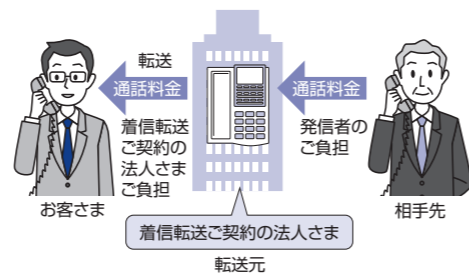 転送
通話料金
着信転送
ご契約の
法人さま
ご負担
お客さま
通話料金
発信者の
ご負担
相手先
着信転送ご契約の法人さま
転送元